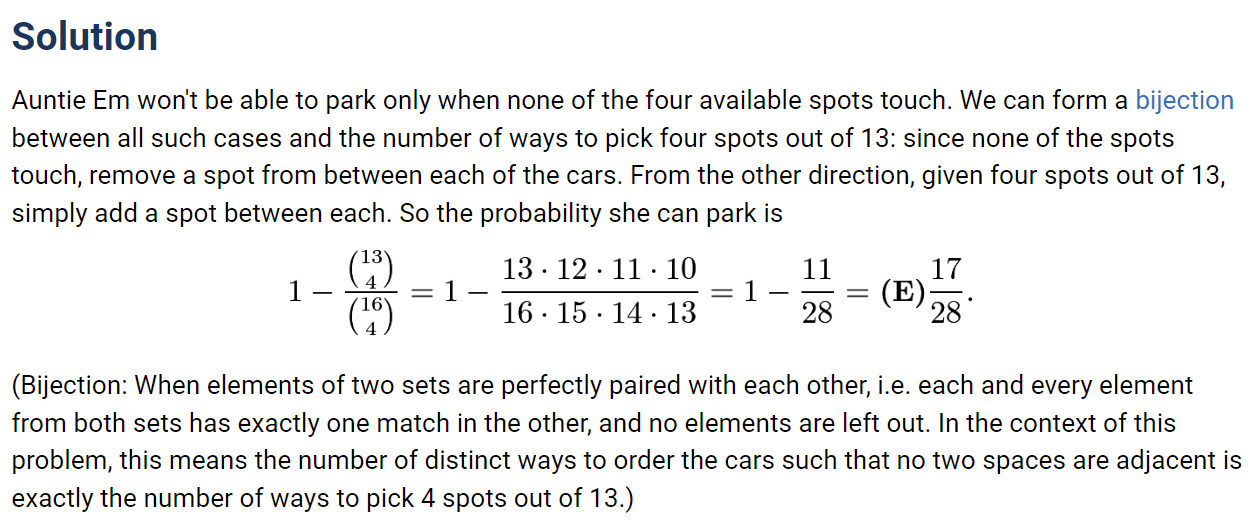 Solution
Auntie Em won't be able to park only when none of the four available spots touch. We can form a bijection
between all such cases and the number of ways to pick four spots out of 13: since none of the spots
touch, remove a spot from between each of the cars. From the other direction, given four spots out of 13,
simply add a spot between each. So the probability she can park is
$1 - \frac{\binom{13}{4}}{\binom{16}{4}} = 1 - \frac{13 \cdot 12 \cdot 11 \cdot 10}{16 \cdot 15 \cdot 14 \cdot 13} = 1 - \frac{11}{28} = \textbf{(E)} \frac{17}{28}.$
(Bijection: When elements of two sets are perfectly paired with each other, i.e. each and every element
from both sets has exactly one match in the other, and no elements are left out. In the context of this
problem, this means the number of distinct ways to order the cars such that no two spaces are adjacent is
exactly the number of ways to pick 4 spots out of 13.)